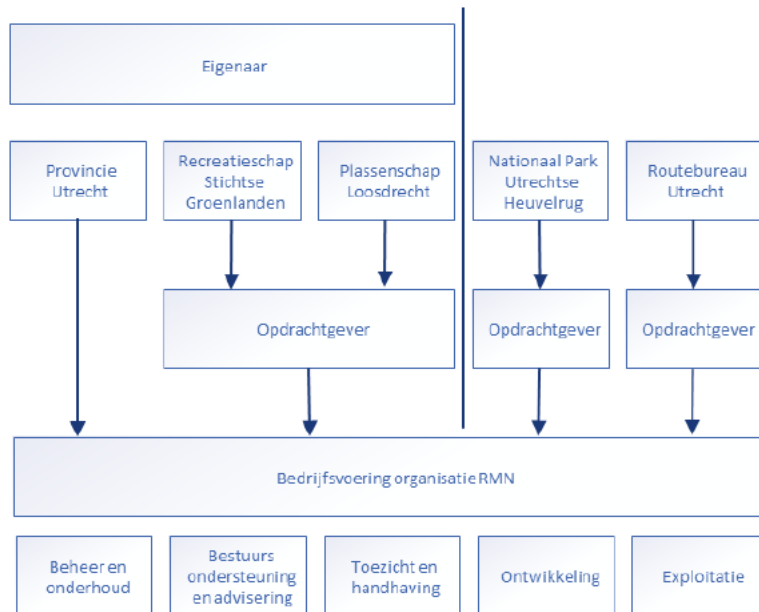 Eigenaar
Provincie
Utrecht
Recreatieschap
Stichtse
Groenlanden
Plassenschap
Loosdrecht
Nationaal Park
Utrechtse
Heuvelrug
Routebureau
Utrecht
Opdrachtgever
Opdrachtgever
Opdrachtgever
Bedrijfsvoering organisatie RMN
Beheer en
onderhoud
Bestuurs
ondersteuning
en advisering
Toezicht en
handhaving
Ontwikkeling
Exploitatie